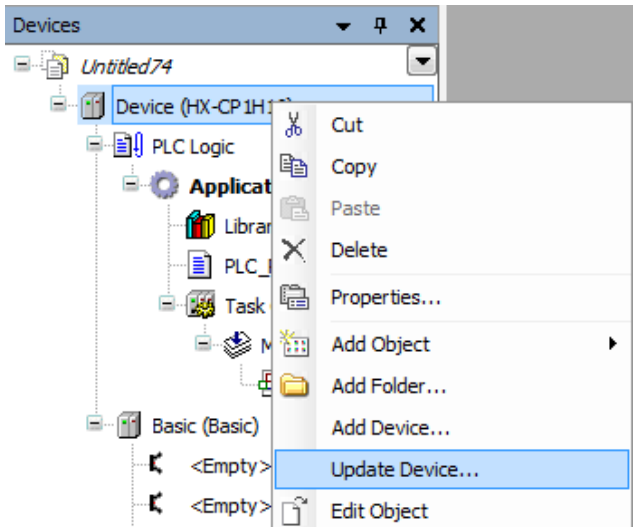 Devices
Untitled74
Device (HX-CP1H1
PLC Logic
Applicat
Librar
PLC_
Task
M
Basic (Basic)
<Empty>
<Empty>
Cut
Copy
Paste
Delete
Properties...
Add Object
Add Folder...
Add Device...
Update Device...
Edit Object